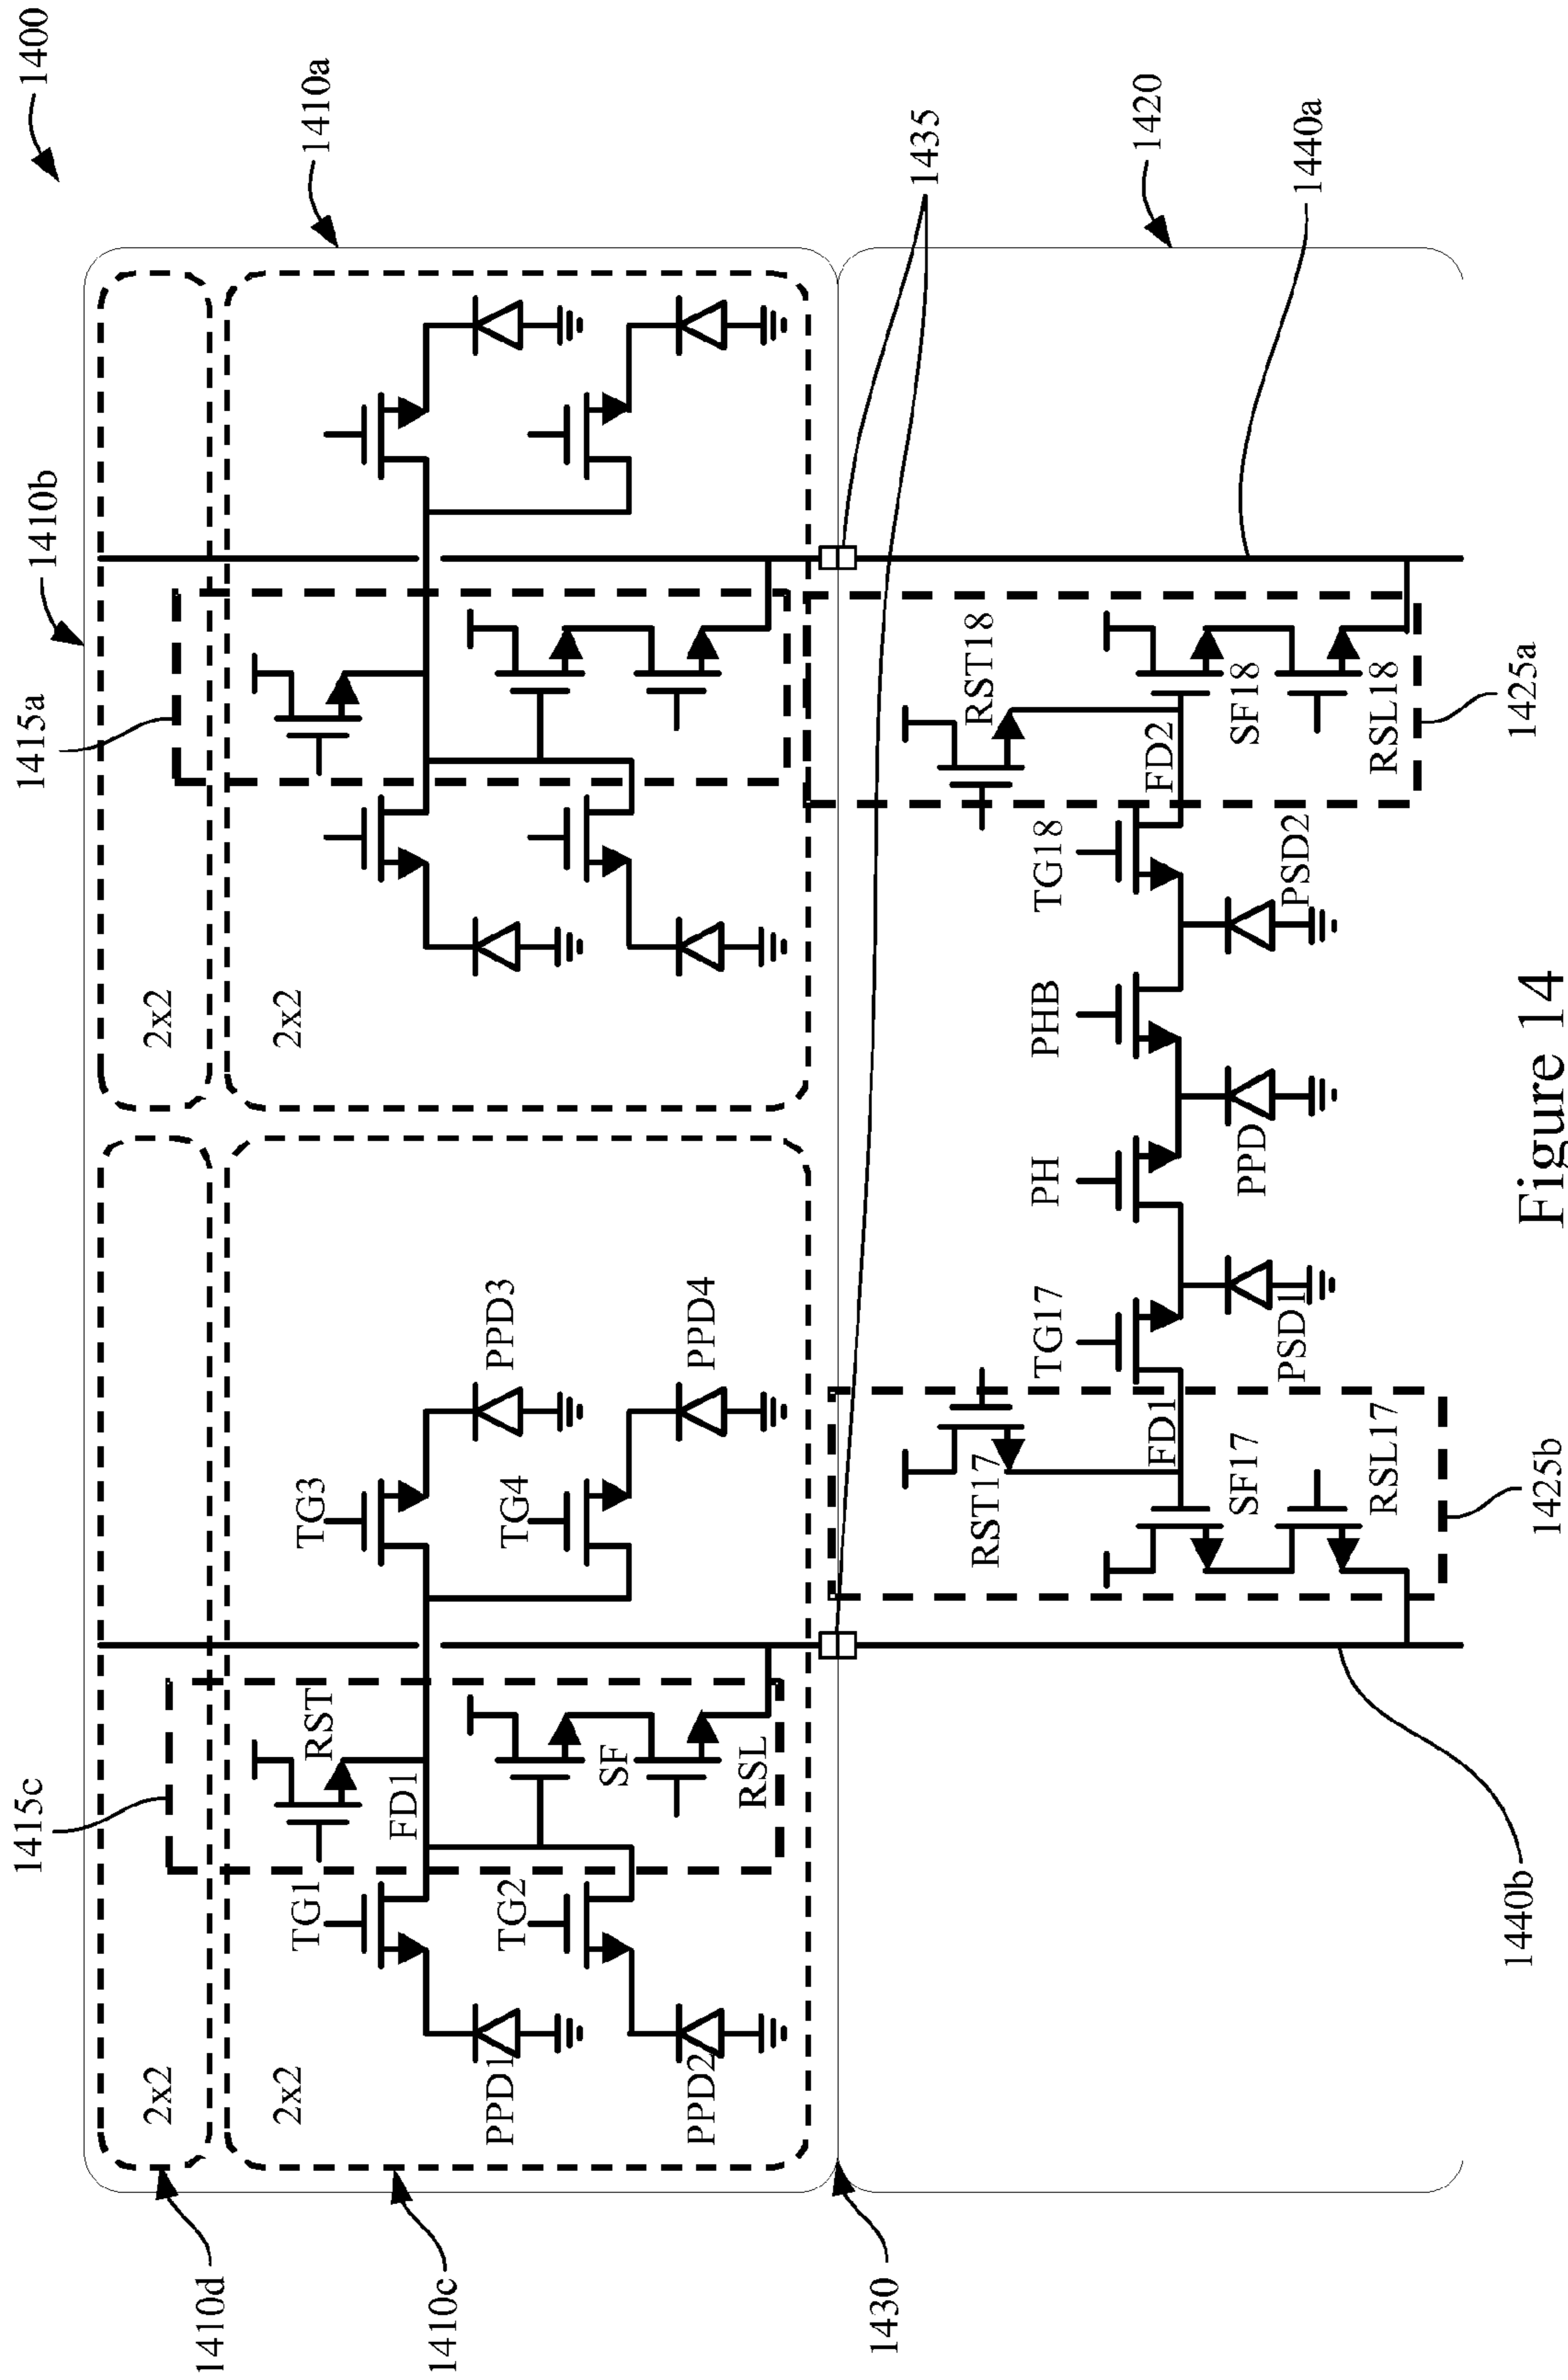 1400
1410b
1415a
1415c
1410a
2x2
2x2
2x2
2x2
1410d
1410c
RST
FD1
TG1
TG2
TG3
TG4
SF
RSL
PPD1
PPD2
PPD3
PPD4
1430
1435
1420
1440a
RST17
FD1
TG17
PH
PHB
TG18
FD2
RST18
SF17
RSL17
PSD1
PPD
PSD2
SF18
RSL18
1440b
1425b
1425a
Figure 14